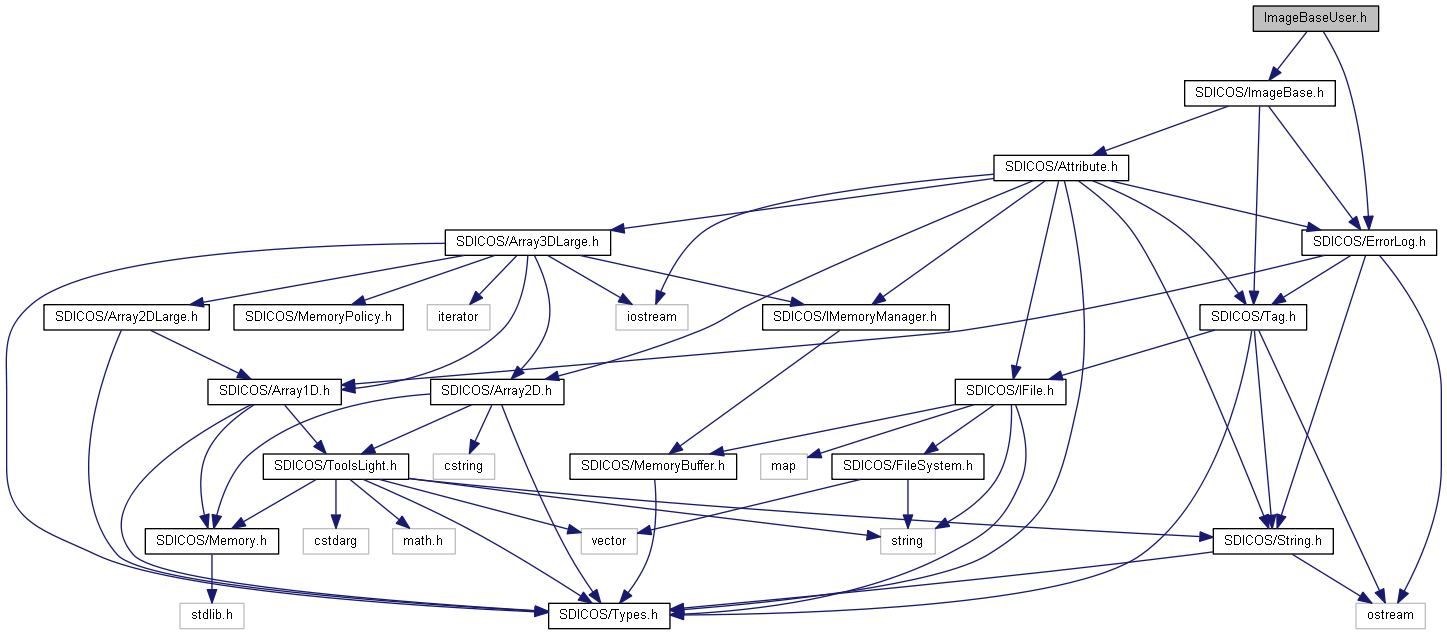 ImageBaseUser.h
SDICOS/ImageBase.h
SDICOS/Attribute.h
SDICOS/Array3DLarge.h
SDICOS/ErrorLog.h
SDICOS/Array2DLarge.h
SDICOS/MemoryPolicy.h
iterator
iostream
SDICOS/IMemoryManager.h
SDICOS/Tag.h
SDICOS/Array1D.h
SDICOS/Array2D.h
SDICOS/IFile.h
SDICOS/ToolsLight.h
cstring
SDICOS/MemoryBuffer.h
map
SDICOS/FileSystem.h
SDICOS/Memory.h
cstdarg
math.h
vector
string
SDICOS/String.h
stdlib.h
SDICOS/Types.h
ostream